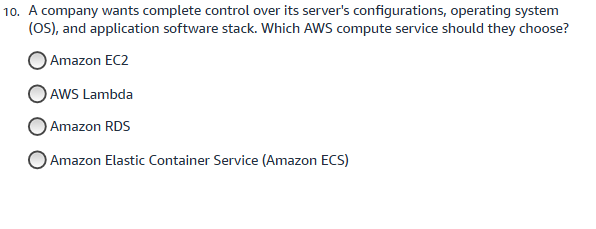 10. A company wants complete control over its server's configurations, operating system
(OS), and application software stack. Which AWS compute service should they choose?
Amazon EC2
AWS Lambda
Amazon RDS
Amazon Elastic Container Service (Amazon ECS)